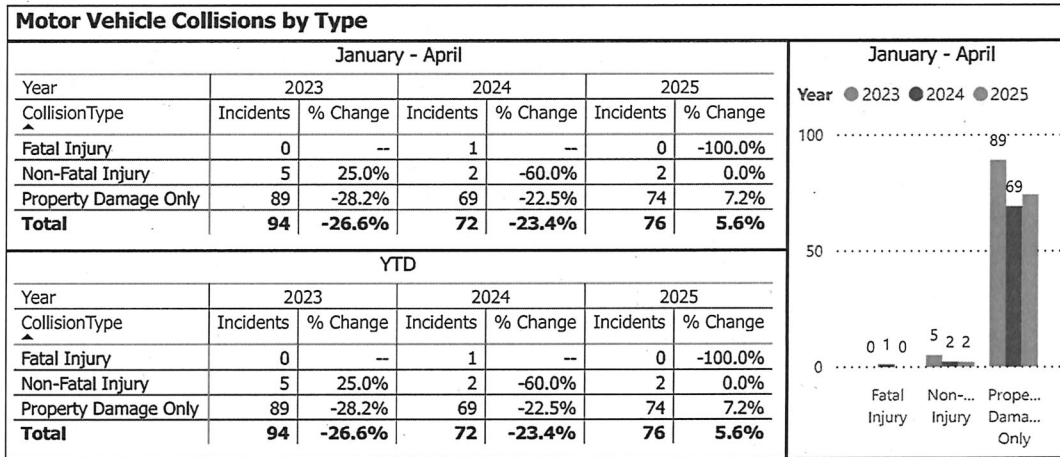 Motor Vehicle Collisions by Type
January - April
Year 2023 2024 2025
CollisionType Incidents % Change Incidents % Change Incidents % Change
Fatal Injury 0 -- 1 -- 0 -100.0%
Non-Fatal Injury 5 25.0% 2 -60.0% 2 0.0%
Property Damage Only 89 -28.2% 69 -22.5% 74 7.2%
Total 94 -26.6% 72 -23.4% 76 5.6%
YTD
Year 2023 2024 2025
CollisionType Incidents % Change Incidents % Change Incidents % Change
Fatal Injury 0 -- 1 -- 0 -100.0%
Non-Fatal Injury 5 25.0% 2 -60.0% 2 0.0%
Property Damage Only 89 -28.2% 69 -22.5% 74 7.2%
Total 94 -26.6% 72 -23.4% 76 5.6%
January - April
Year 2023 2024 2025
100
89
69
50
0 1 0 5 2 2
0
Fatal Non-... Prope...
Injury Injury Dama...
Only